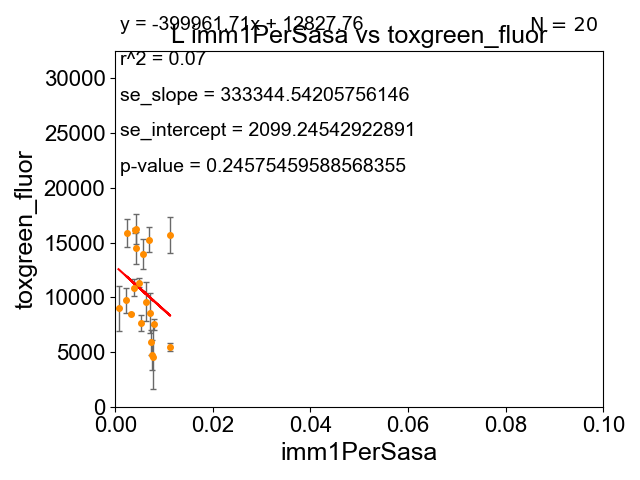 y = -399961.71x + 12827.76
N = 20
L imm1PerSasa vs toxgreen_fluor
r^2 = 0.07
se_slope = 333344.54205756146
se_intercept = 2099.24542922891
p-value = 0.24575459588568355
30000
25000
20000
15000
10000
5000
0
toxgreen_fluor
0.00 0.02 0.04 0.06 0.08 0.10
imm1PerSasa